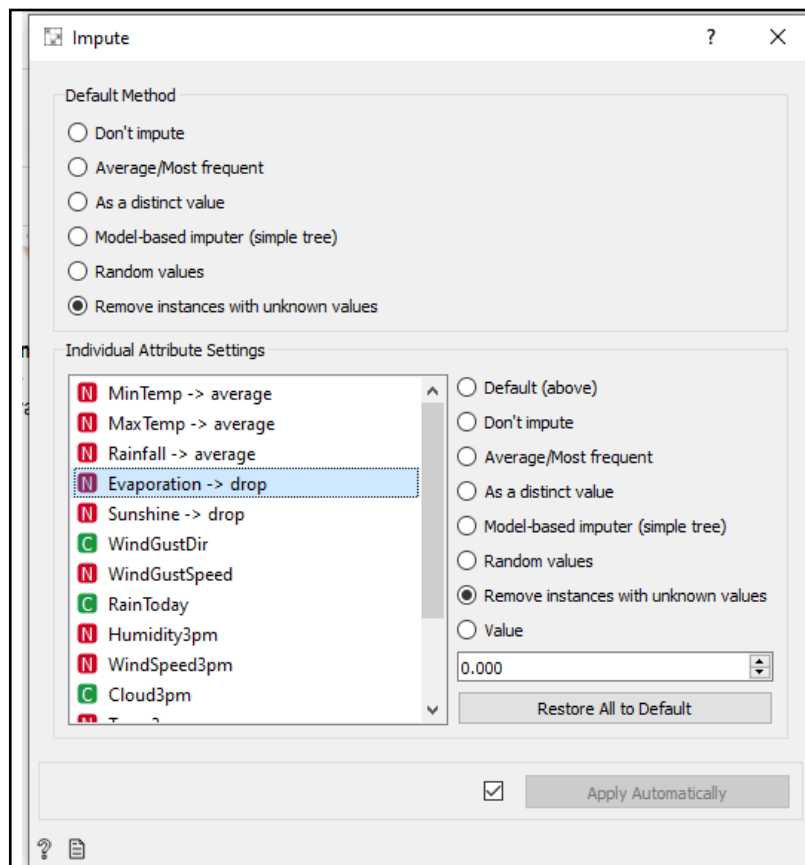 Impute
?
Default Method
Don't impute
Average/Most frequent
As a distinct value
Model-based imputer (simple tree)
Random values
Remove instances with unknown values
Individual Attribute Settings
N MinTemp -> average
N MaxTemp -> average
N Rainfall -> average
N Evaporation -> drop
N Sunshine -> drop
C WindGustDir
N WindGustSpeed
C RainToday
N Humidity3pm
N WindSpeed3pm
C Cloud3pm
Default (above)
Don't impute
Average/Most frequent
As a distinct value
Model-based imputer (simple tree)
Random values
Remove instances with unknown values
Value
0.000
Restore All to Default
Apply Automatically
?